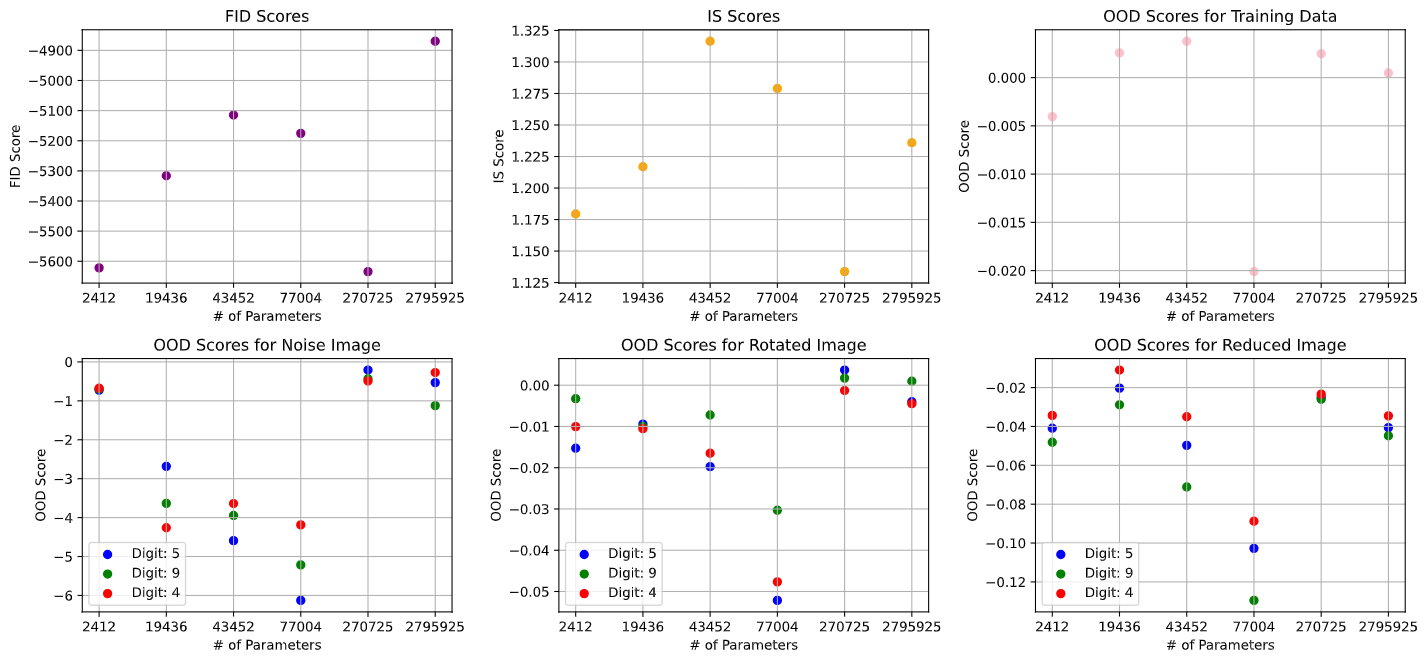 FID Scores
FID Score
−4900
−5000
−5100
−5200
−5300
−5400
−5500
−5600
2412 19436 43452 77004 270725 2795925
# of Parameters
IS Scores
IS Score
1.325
1.300
1.275
1.250
1.225
1.200
1.175
1.150
1.125
2412 19436 43452 77004 270725 2795925
# of Parameters
OOD Scores for Training Data
OOD Score
0.000
−0.005
−0.010
−0.015
−0.020
2412 19436 43452 77004 270725 2795925
# of Parameters
OOD Scores for Noise Image
OOD Score
0
−1
−2
−3
−4
−5
−6
Digit: 5
Digit: 9
Digit: 4
2412 19436 43452 77004 270725 2795925
# of Parameters
OOD Scores for Rotated Image
OOD Score
0.00
−0.01
−0.02
−0.03
−0.04
−0.05
Digit: 5
Digit: 9
Digit: 4
2412 19436 43452 77004 270725 2795925
# of Parameters
OOD Scores for Reduced Image
OOD Score
−0.02
−0.04
−0.06
−0.08
−0.10
−0.12
Digit: 5
Digit: 9
Digit: 4
2412 19436 43452 77004 270725 2795925
# of Parameters